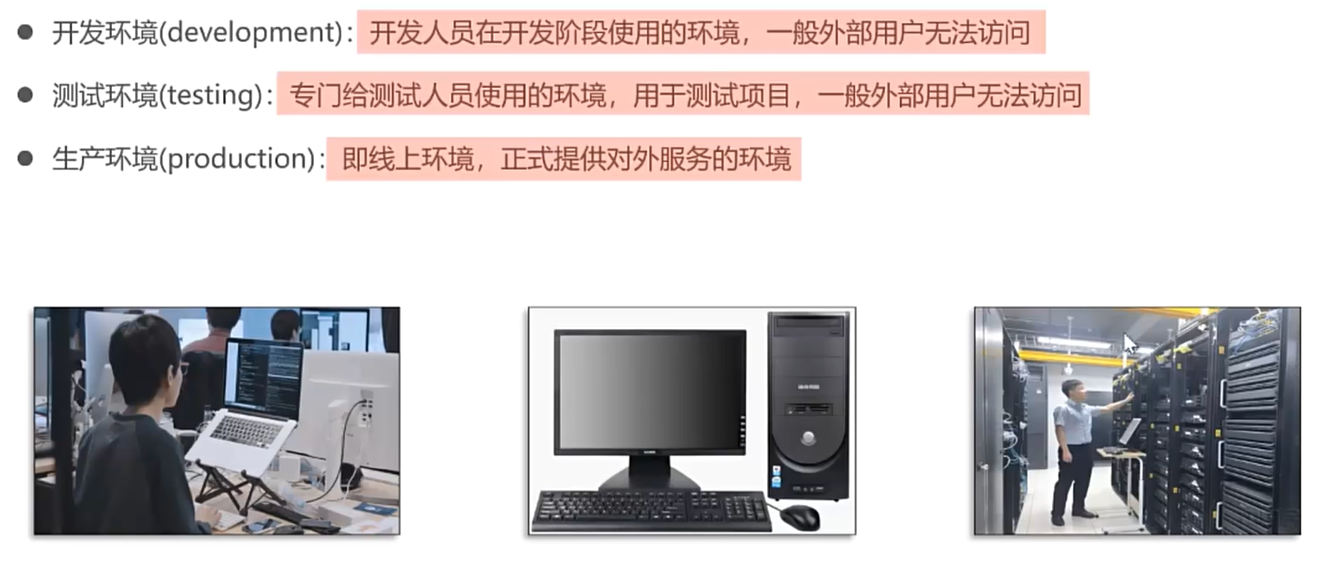 开发环境(development)：开发人员在开发阶段使用的环境，一般外部用户无法访问
测试环境(testing)：专门给测试人员使用的环境，用于测试项目，一般外部用户无法访问
生产环境(production)：即线上环境，正式提供对外服务的环境